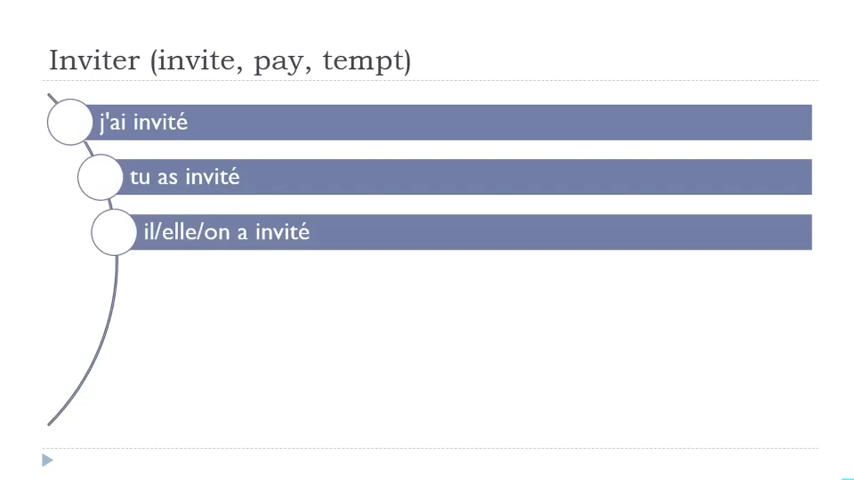 Inviter (invite, pay, tempt)
j'ai invité
tu as invité
il/elle/on a invité